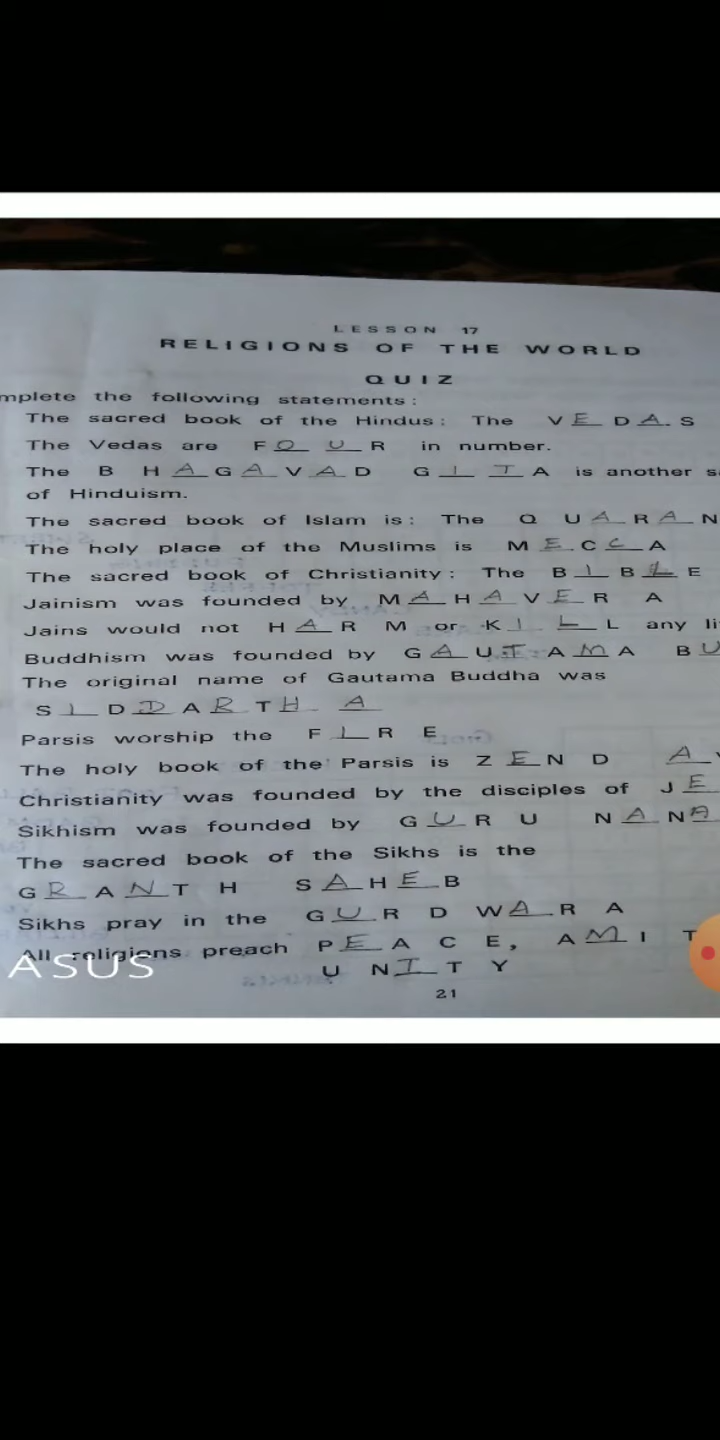 LESSON 17
RELIGIONS OF THE WORLD
QUIZ
mplete the following statements :
The sacred book of the Hindus : The VEDAS
The Vedas are FOUR in number.
The BHAGAVAD GITA is another s
of Hinduism.
The sacred book of Islam is : The QUARAN
The holy place of the Muslims is MECCA
The sacred book of Christianity : The BIBLE
Jainism was founded by MAHAVERA
Jains would not HARM or KILL any li
Buddhism was founded by GAUTAMA BU
The original name of Gautama Buddha was
SIDDARTHA
Parsis worship the FIRE
The holy book of the Parsis is ZEND A
Christianity was founded by the disciples of JE
Sikhism was founded by GURU NANA
The sacred book of the Sikhs is the
GRANTH SAHEB
Sikhs pray in the GURDWARA
All religions preach PEACE, AMIT
UNITY
ASUS
21